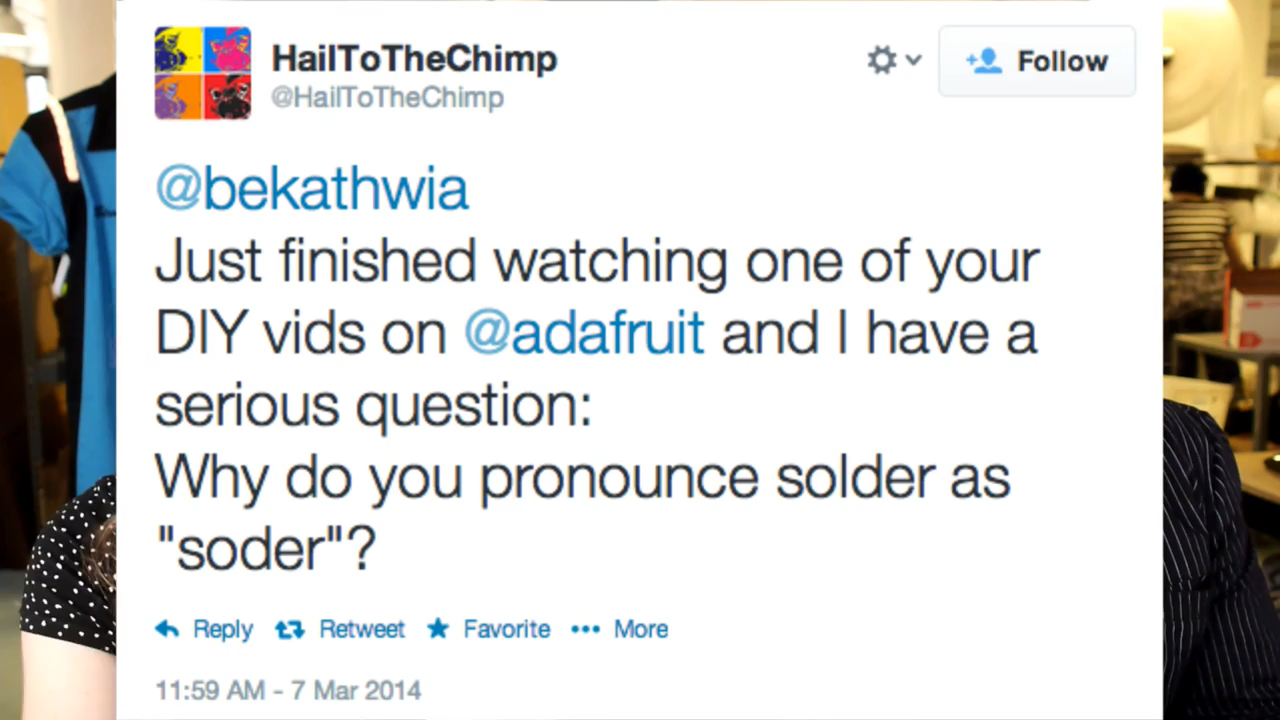 HailToTheChimp
@HailToTheChimp
Follow
@bekathwia
Just finished watching one of your
DIY vids on @adafruit and I have a
serious question:
Why do you pronounce solder as
"soder"?
Reply Retweet Favorite More
11:59 AM - 7 Mar 2014